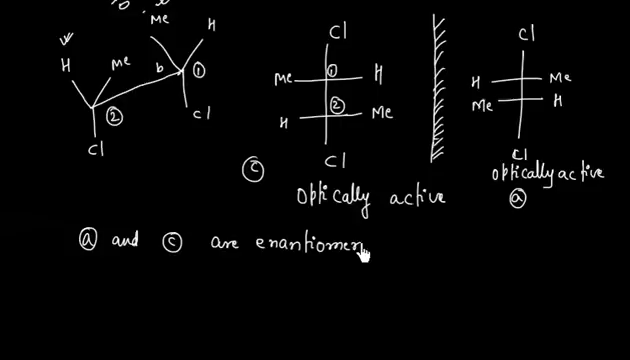 Me
H
H
Me
b
①
②
Cl
Cl
Cl
Me
①
H
H
②
Me
Cl
ⓒ
Optically active
Cl
H
Me
Me
H
Cl
Optically active
ⓐ
ⓐ and ⓒ are enantiomer